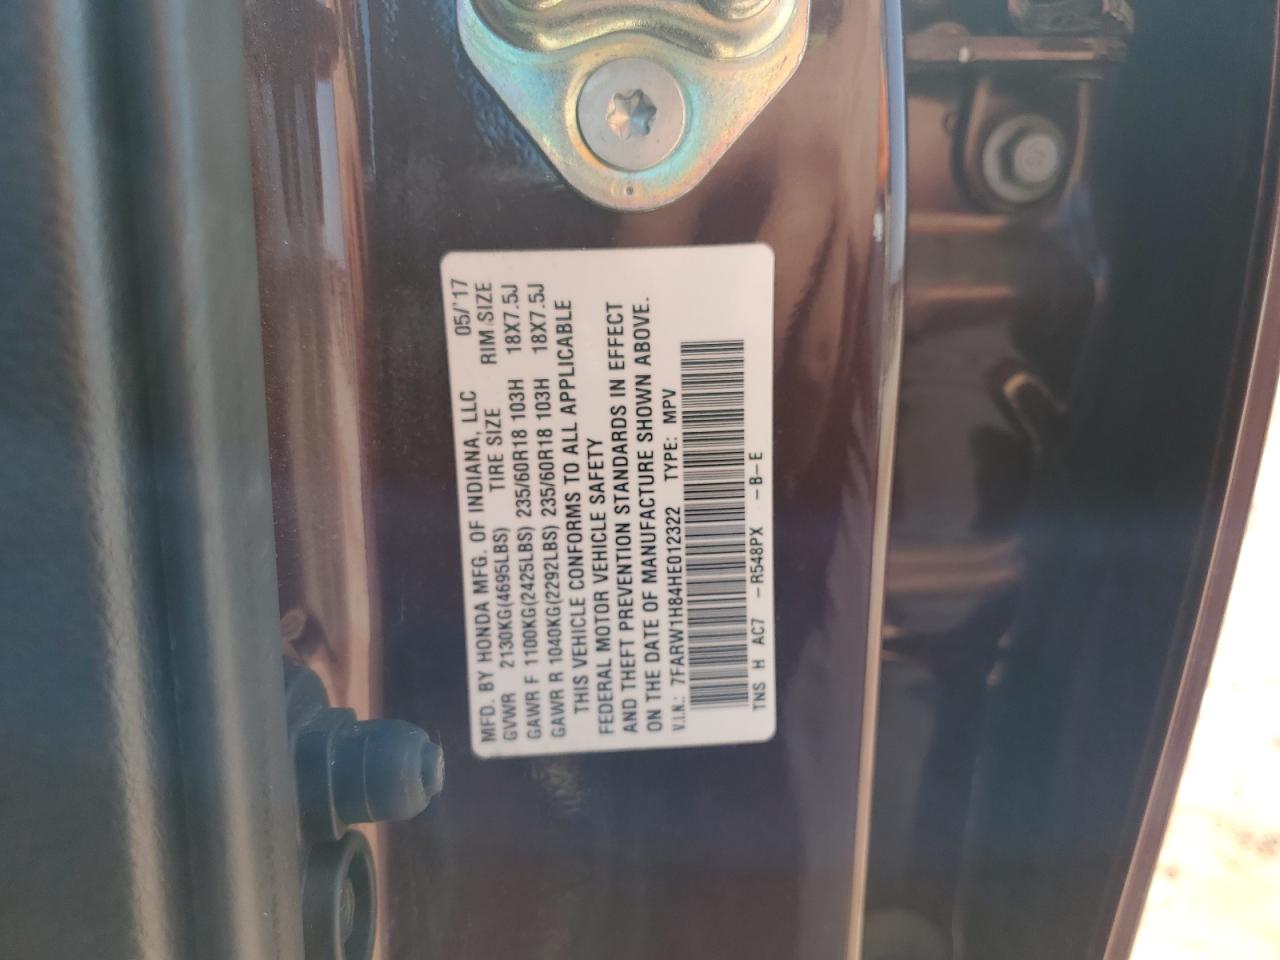 MFD. BY HONDA MFG. OF INDIANA, LLC 05/'17
GVWR 2130KG(4695LBS) TIRE SIZE RIM SIZE
GAWR F 1100KG(2425LBS) 235/60R18 103H 18X7.5J
GAWR R 1040KG(2292LBS) 235/60R18 103H 18X7.5J
THIS VEHICLE CONFORMS TO ALL APPLICABLE
FEDERAL MOTOR VEHICLE SAFETY
AND THEFT PREVENTION STANDARDS IN EFFECT
ON THE DATE OF MANUFACTURE SHOWN ABOVE.
V.I.N.: 7FARW1H84HE012322 TYPE: MPV
TNS H AC7 -R548PX -B-E